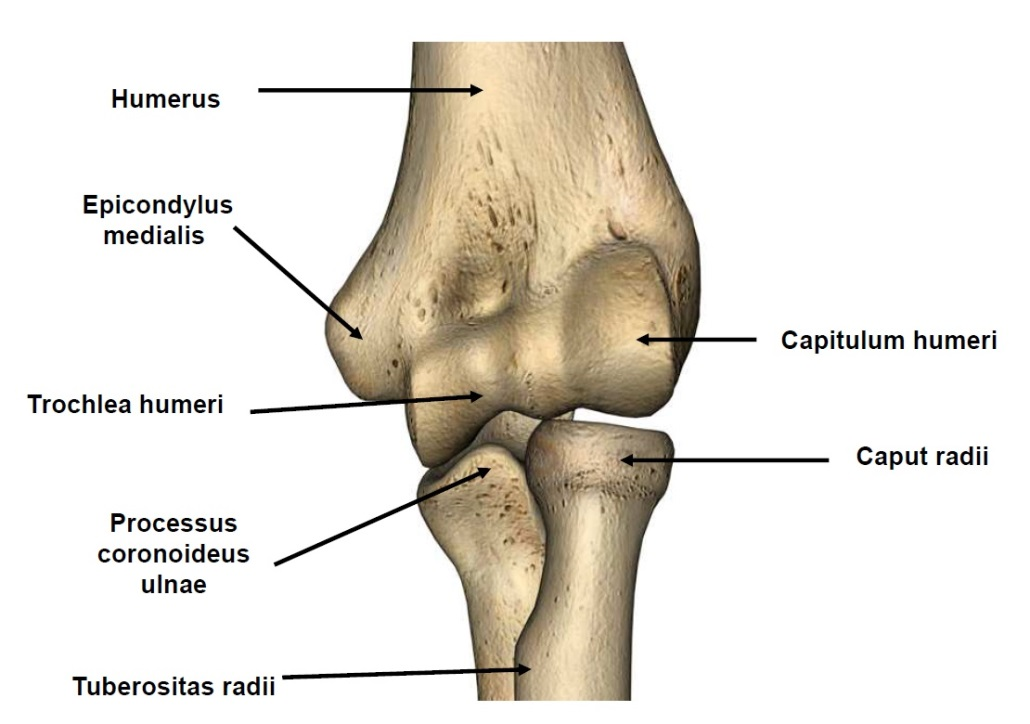 Humerus
Epicondylus
medialis
Capitulum humeri
Trochlea humeri
Caput radii
Processus
coronoideus
ulnae
Tuberositas radii